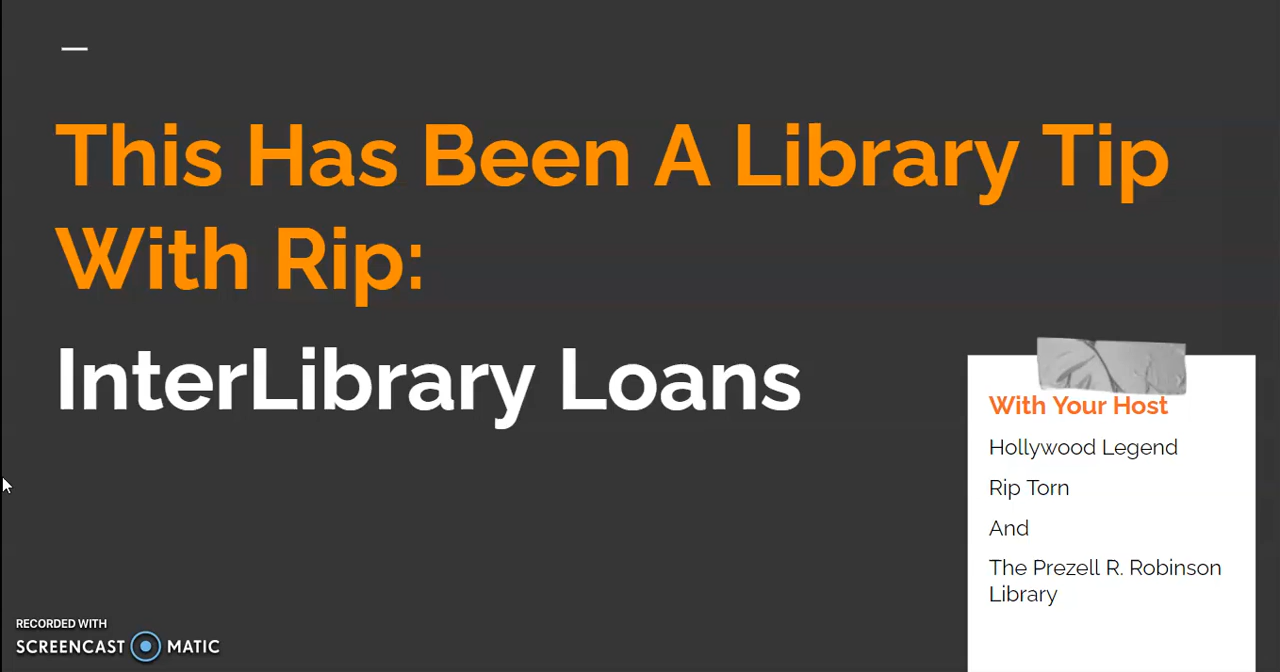 This Has Been A Library Tip
With Rip:
InterLibrary Loans
With Your Host
Hollywood Legend
Rip Torn
And
The Prezell R. Robinson
Library
RECORDED WITH
SCREENCAST MATIC